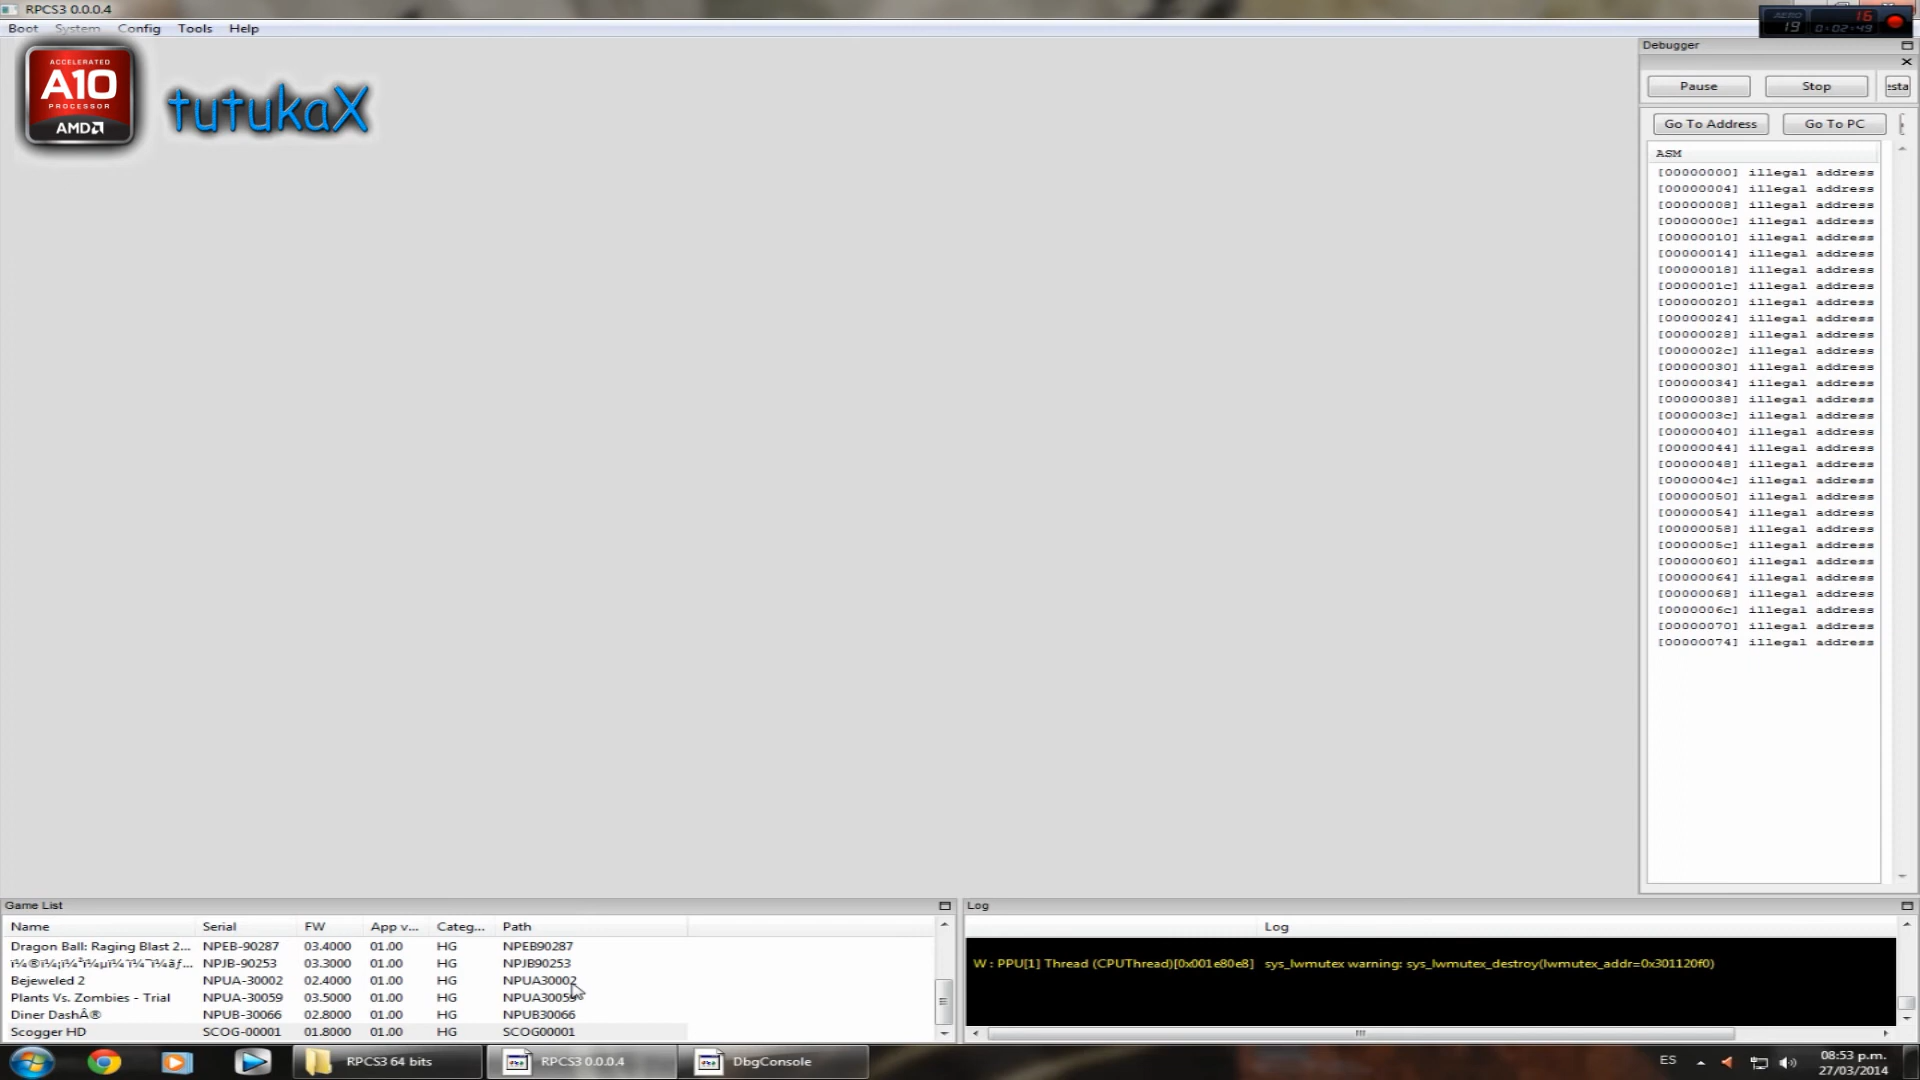 RPCS3 0.0.0.4
Boot System Config Tools Help
AERO 19 16 0:02:49
ACCELERATED
A10
PROCESSOR
AMD
tutukaX
Debugger
Pause Stop
Go To Address Go To PC
ASM
[00000000] illegal address
[00000004] illegal address
[00000008] illegal address
[0000000c] illegal address
[00000010] illegal address
[00000014] illegal address
[00000018] illegal address
[0000001c] illegal address
[00000020] illegal address
[00000024] illegal address
[00000028] illegal address
[0000002c] illegal address
[00000030] illegal address
[00000034] illegal address
[00000038] illegal address
[0000003c] illegal address
[00000040] illegal address
[00000044] illegal address
[00000048] illegal address
[0000004c] illegal address
[00000050] illegal address
[00000054] illegal address
[00000058] illegal address
[0000005c] illegal address
[00000060] illegal address
[00000064] illegal address
[00000068] illegal address
[0000006c] illegal address
[00000070] illegal address
[00000074] illegal address
Game List
Name Serial FW App v... Categ... Path
Dragon Ball: Raging Blast 2... NPEB-90287 03.4000 01.00 HG NPEB90287
NPJB-90253 03.3000 01.00 HG NPJB90253
Bejeweled 2 NPUA-30002 02.4000 01.00 HG NPUA30002
Plants Vs. Zombies - Trial NPUA-30059 03.5000 01.00 HG NPUA30059
Diner DashÂ® NPUB-30066 02.8000 01.00 HG NPUB30066
Scogger HD SCOG-00001 01.8000 01.00 HG SCOG00001
Log
Log
W : PPU[1] Thread (CPUThread)[0x001e80e8] sys_lwmutex warning: sys_lwmutex_destroy(lwmutex_addr=0x301120f0)
RPCS3 64 bits RPCS3 0.0.0.4 DbgConsole
ES
08:53 p.m.
27/03/2014